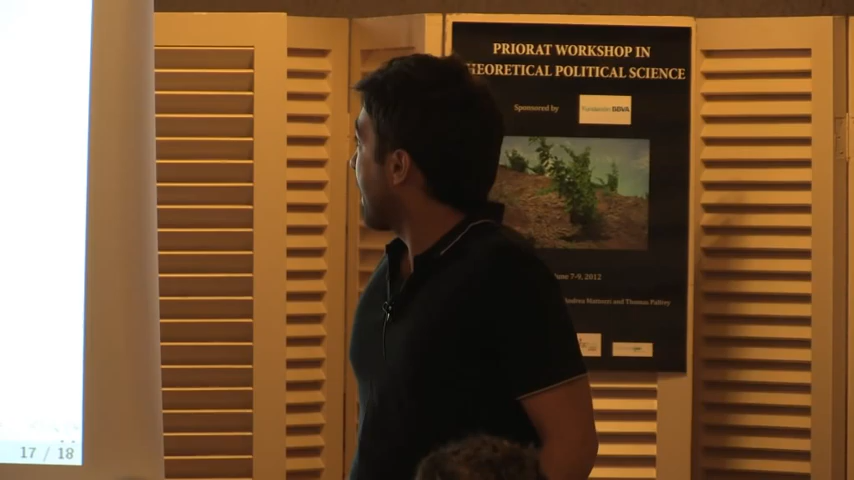 PRIORAT WORKSHOP IN
HEORETICAL POLITICAL SCIENCE
Sponsored by
Fundación BBVA
June 7-9, 2012
Andrea Mattozzi and Thomas Palfrey
17 / 18